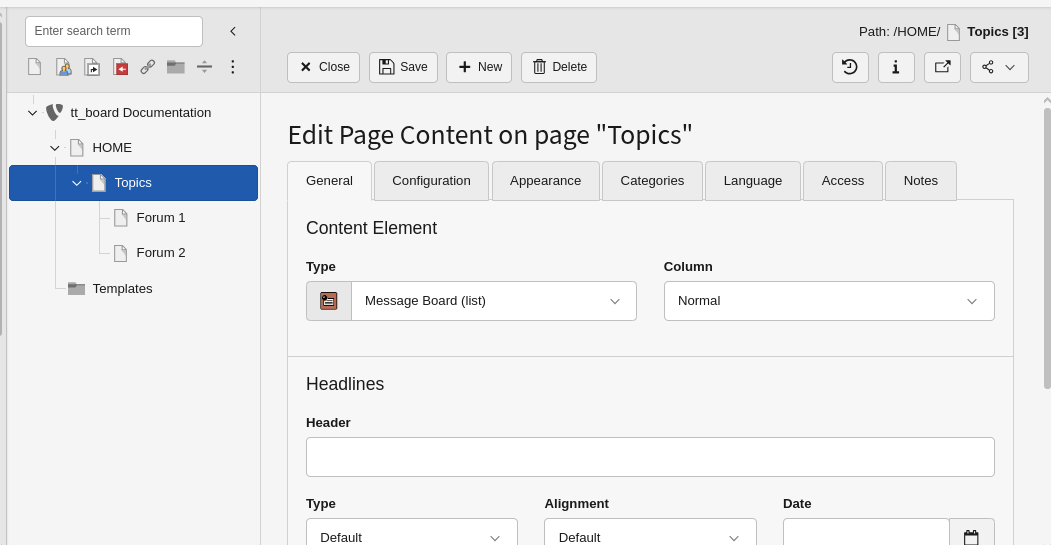 Enter search term
Path: /HOME/ Topics [3]
Close Save New Delete
tt_board Documentation
HOME
Topics
Forum 1
Forum 2
Templates
Edit Page Content on page "Topics"
General Configuration Appearance Categories Language Access Notes
Content Element
Type Column
Message Board (list) Normal
Headlines
Header
Type Alignment Date
Default Default